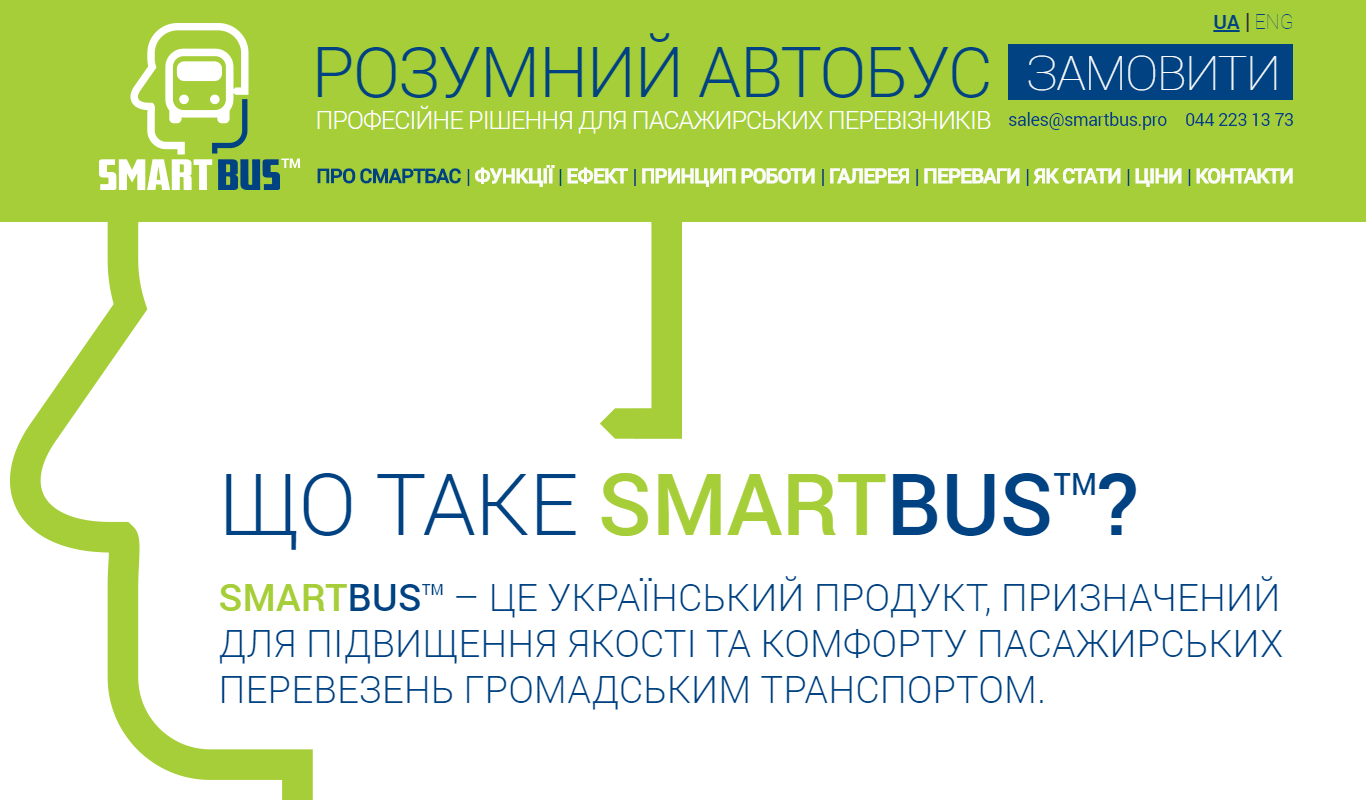 UA | ENG
РОЗУМНИЙ АВТОБУС
ЗАМОВИТИ
ПРОФЕСІЙНЕ РІШЕННЯ ДЛЯ ПАСАЖИРСЬКИХ ПЕРЕВІЗНИКІВ
sales@smartbus.pro 044 223 13 73
SMARTBUS™
ПРО СМАРТБАС | ФУНКЦІЇ | ЕФЕКТ | ПРИНЦИП РОБОТИ | ГАЛЕРЕЯ | ПЕРЕВАГИ | ЯК СТАТИ | ЦІНИ | КОНТАКТИ
ЩО ТАКЕ SMARTBUS™?
SMARTBUS™ – ЦЕ УКРАЇНСЬКИЙ ПРОДУКТ, ПРИЗНАЧЕНИЙ
ДЛЯ ПІДВИЩЕННЯ ЯКОСТІ ТА КОМФОРТУ ПАСАЖИРСЬКИХ
ПЕРЕВЕЗЕНЬ ГРОМАДСЬКИМ ТРАНСПОРТОМ.